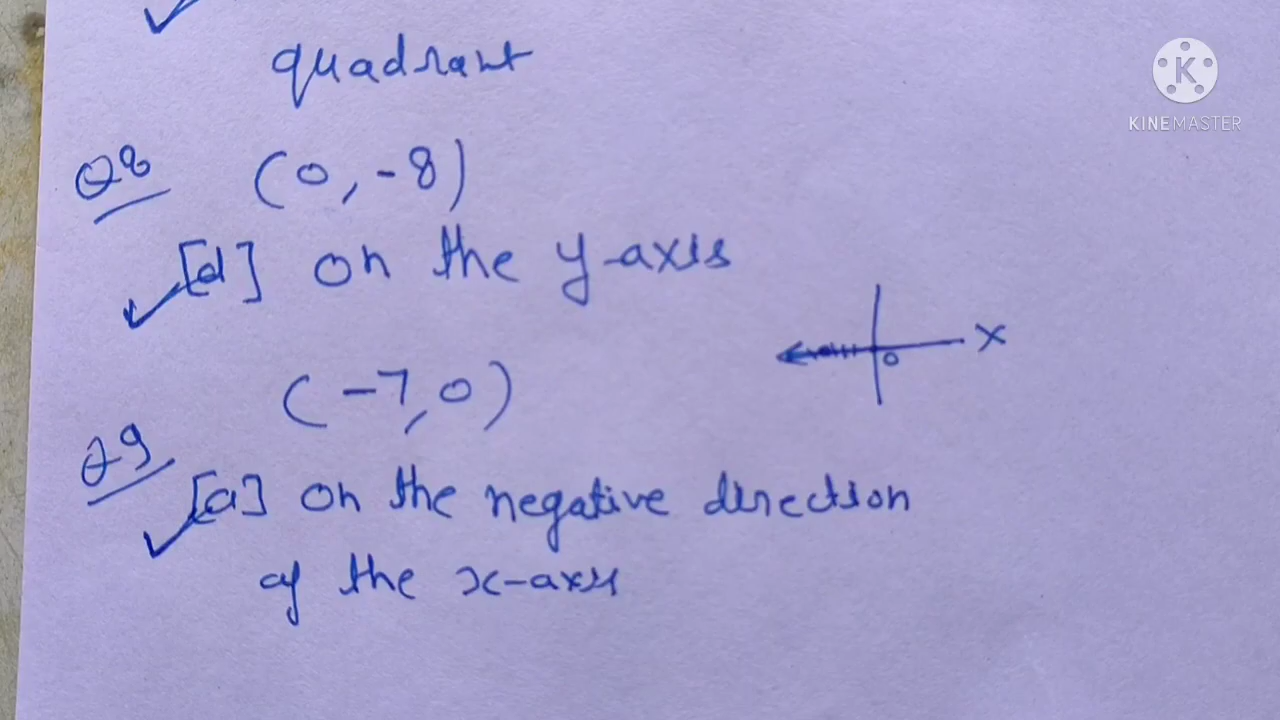 quadrant
Q8 (0, -8)
[d] on the y-axis
X
0
(-7, 0)
Q9
[a] on the negative direction
of the x-axis
K
KINEMASTER